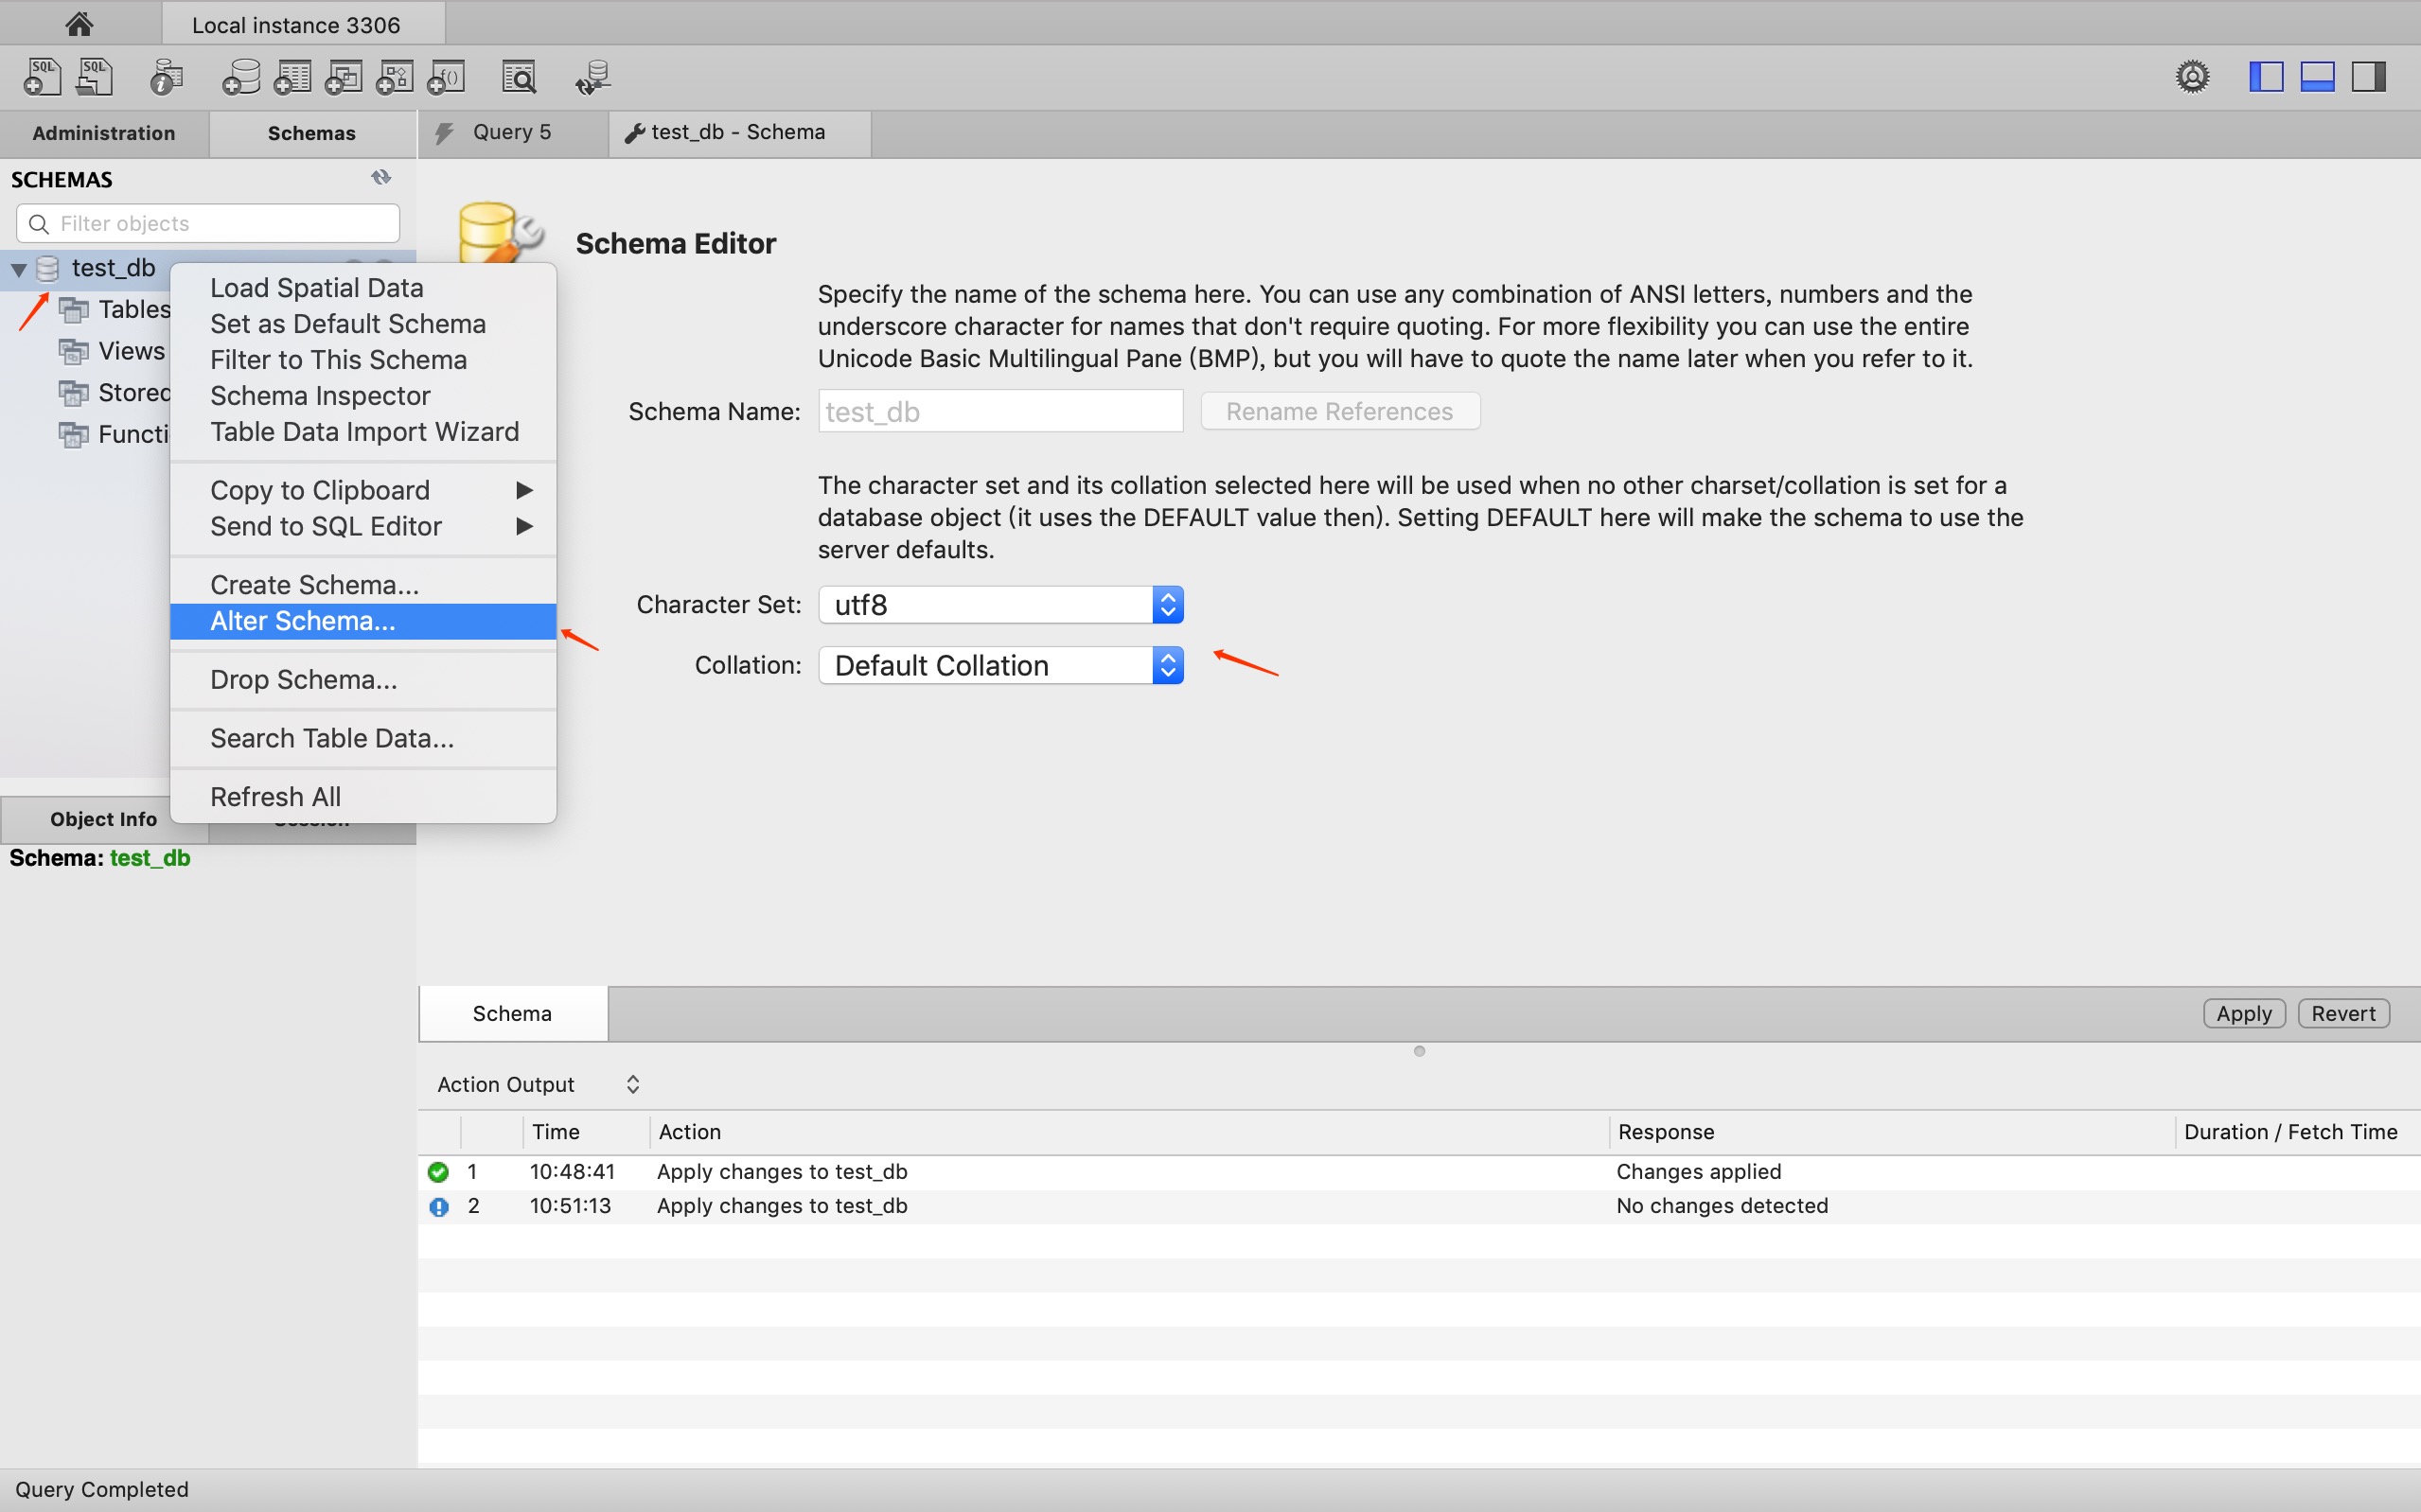 Local instance 3306
SQL
SQL
f()
Administration
Schemas
Query 5
test_db - Schema
SCHEMAS
Filter objects
test_db
Tables
Views
Stored
Functi
Load Spatial Data
Set as Default Schema
Filter to This Schema
Schema Inspector
Table Data Import Wizard
Copy to Clipboard
Send to SQL Editor
Create Schema...
Alter Schema...
Drop Schema...
Search Table Data...
Refresh All
Object Info
Session
Schema: test_db
Schema Editor
Specify the name of the schema here. You can use any combination of ANSI letters, numbers and the
underscore character for names that don't require quoting. For more flexibility you can use the entire
Unicode Basic Multilingual Pane (BMP), but you will have to quote the name later when you refer to it.
Schema Name: test_db Rename References
The character set and its collation selected here will be used when no other charset/collation is set for a
database object (it uses the DEFAULT value then). Setting DEFAULT here will make the schema to use the
server defaults.
Character Set: utf8
Collation: Default Collation
Schema
Apply Revert
Action Output
Time Action Response Duration / Fetch Time
1 10:48:41 Apply changes to test_db Changes applied
2 10:51:13 Apply changes to test_db No changes detected
Query Completed